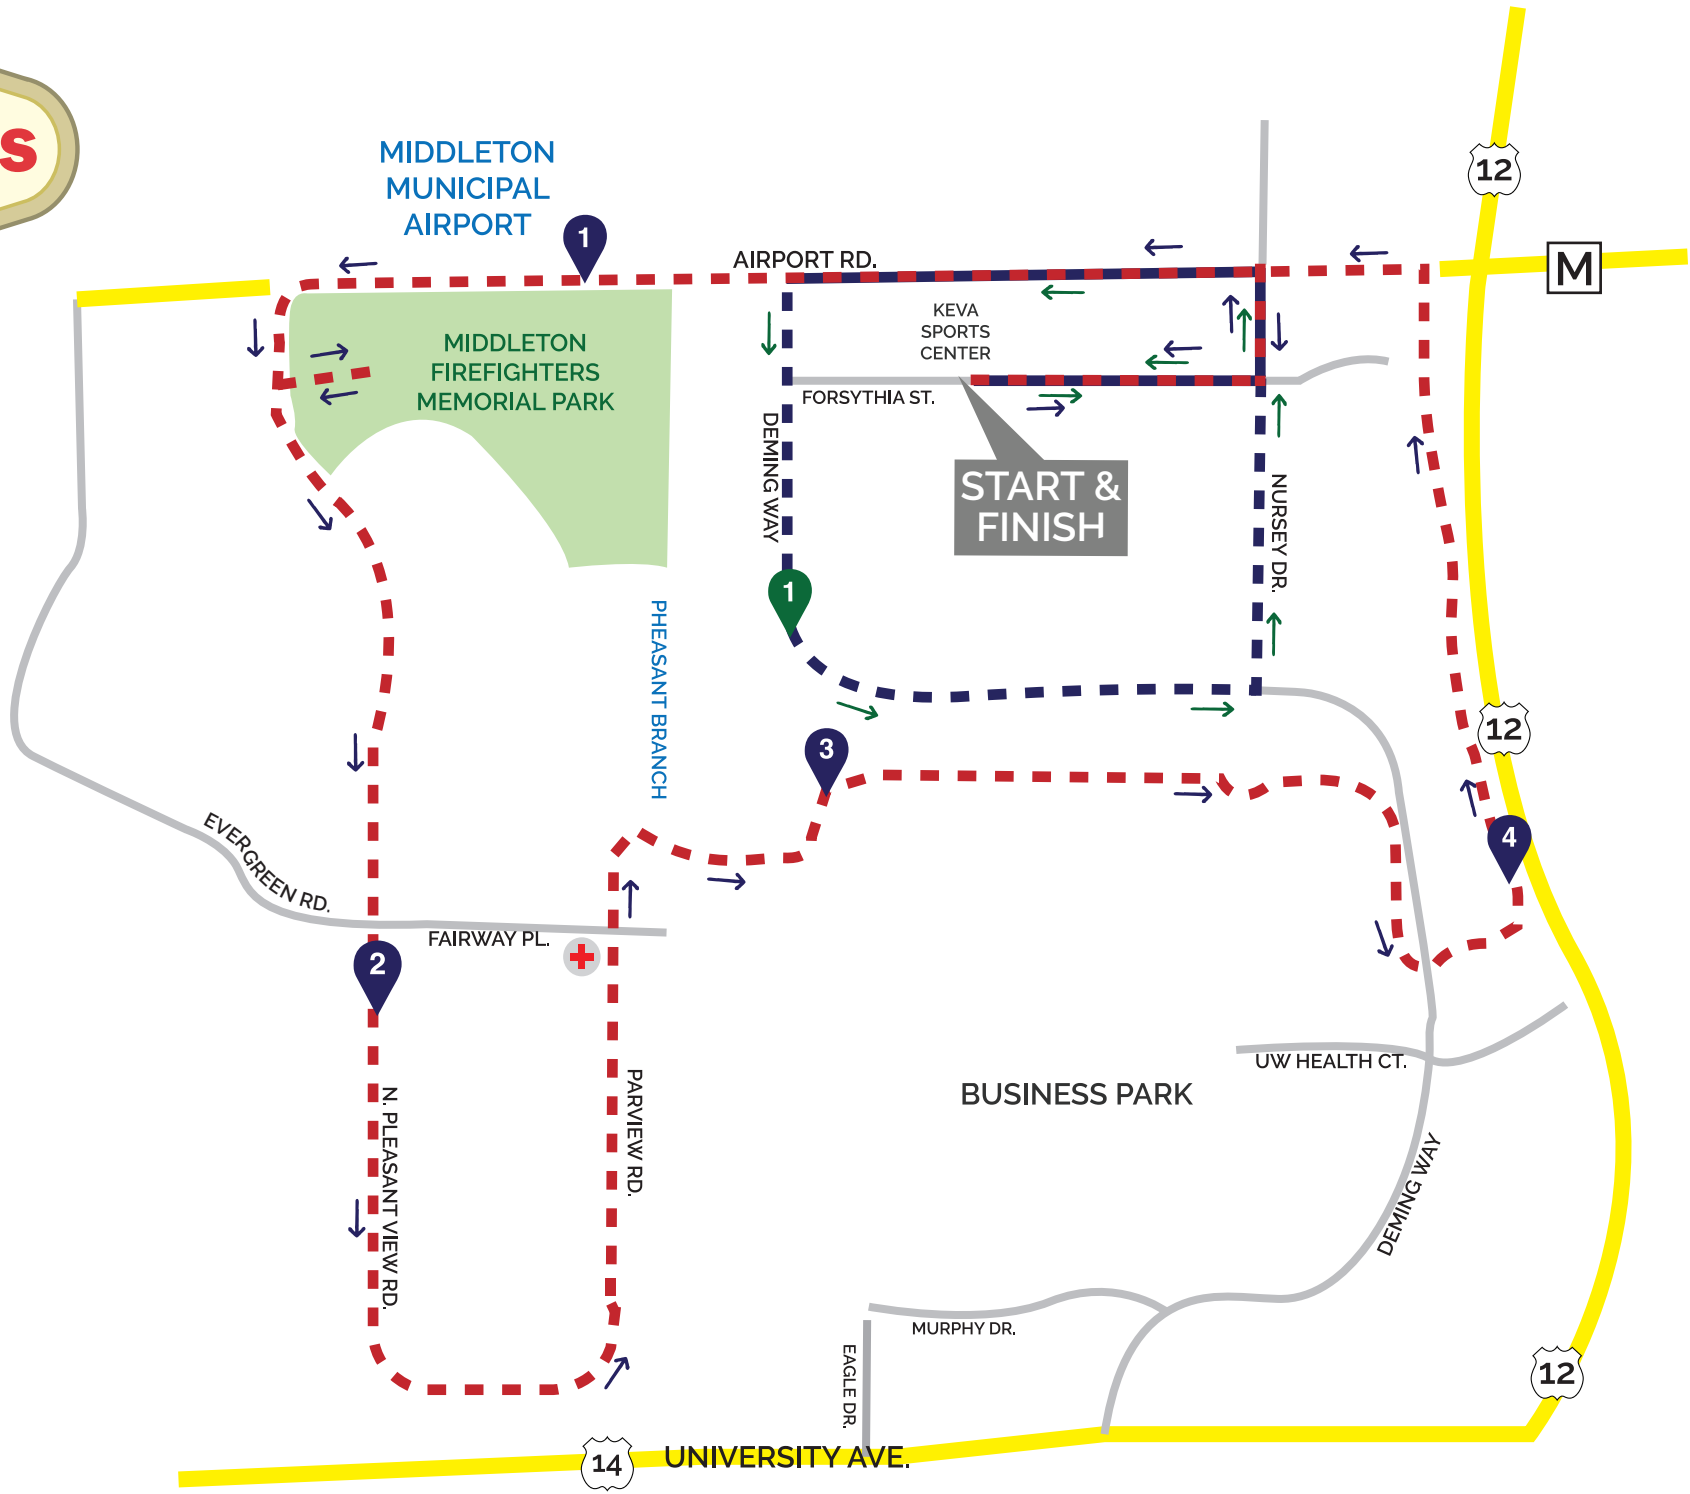 S
MIDDLETON
MUNICIPAL
AIRPORT
12
1
AIRPORT RD.
M
KEVA
SPORTS
CENTER
MIDDLETON
FIREFIGHTERS
MEMORIAL PARK
FORSYTHIA ST.
DEMING WAY
START &
FINISH
NURSEY DR.
1
PHEASANT BRANCH
12
3
4
EVERGREEN RD.
FAIRWAY PL.
2
UW HEALTH CT.
PARVIEW RD.
N. PLEASANT VIEW RD.
BUSINESS PARK
DEMING WAY
MURPHY DR.
EAGLE DR.
12
14
UNIVERSITY AVE.